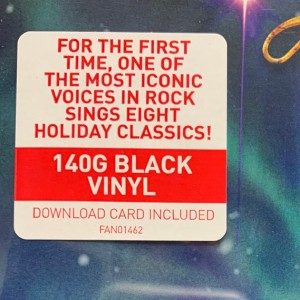 FOR THE FIRST
TIME, ONE OF
THE MOST ICONIC
VOICES IN ROCK
SINGS EIGHT
HOLIDAY CLASSICS!
140G BLACK
VINYL
DOWNLOAD CARD INCLUDED
FAN01462